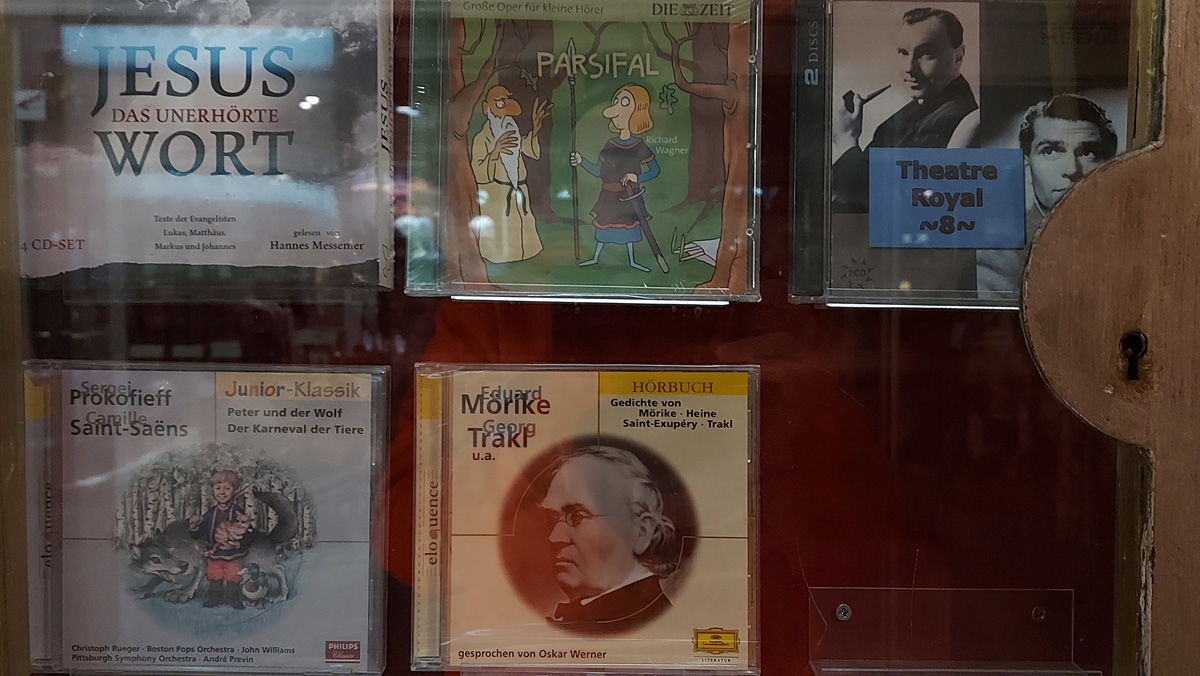 JESUS
DAS UNERHÖRTE
WORT
Texte der Evangelisten
Lukas, Matthäus,
Markus und Johannes
gelesen von
Hannes Messemer
4 CD-SET
JESUS
Große Oper für kleine Hörer
DIE ZEIT
PARSIFAL
Richard
Wagner
2 DISCS
Theatre
Royal
~8~
2CD
Sergei
Prokofieff
Camille
Saint-Saëns
Junior-Klassik
Peter und der Wolf
Der Karneval der Tiere
eloquence
Christoph Rueger · Boston Pops Orchestra · John Williams
Pittsburgh Symphony Orchestra · André Previn
PHILIPS
Classics
Eduard
Mörike
Georg
Trakl
u.a.
HÖRBUCH
Gedichte von
Mörike · Heine
Saint-Exupéry · Trakl
eloquence
gesprochen von Oskar Werner
LITERATUR